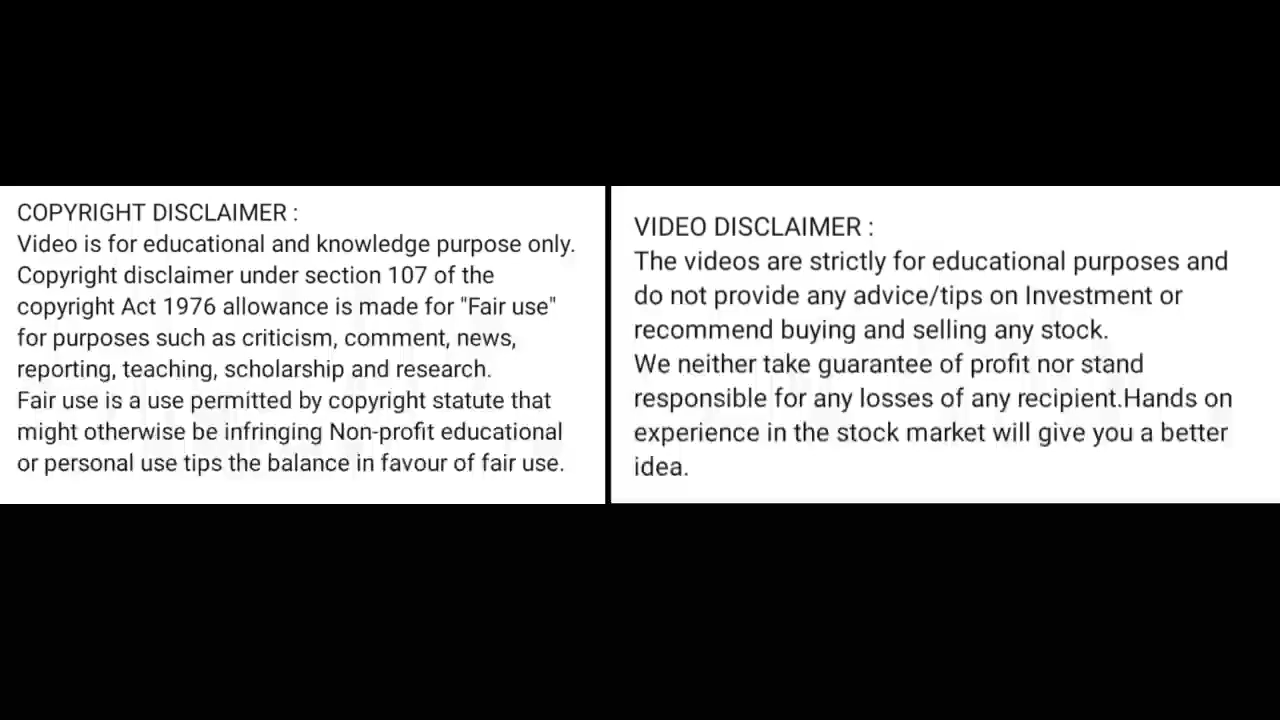 COPYRIGHT DISCLAIMER :
Video is for educational and knowledge purpose only.
Copyright disclaimer under section 107 of the
copyright Act 1976 allowance is made for "Fair use"
for purposes such as criticism, comment, news,
reporting, teaching, scholarship and research.
Fair use is a use permitted by copyright statute that
might otherwise be infringing Non-profit educational
or personal use tips the balance in favour of fair use.
VIDEO DISCLAIMER :
The videos are strictly for educational purposes and
do not provide any advice/tips on Investment or
recommend buying and selling any stock.
We neither take guarantee of profit nor stand
responsible for any losses of any recipient.Hands on
experience in the stock market will give you a better
idea.